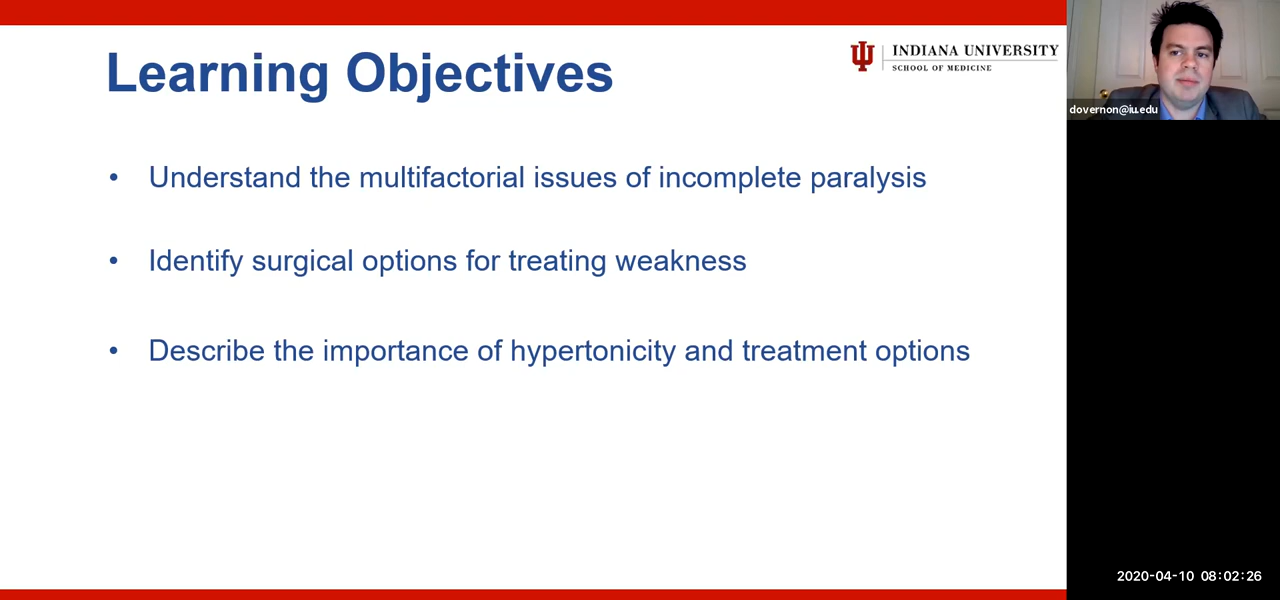 Learning Objectives
INDIANA UNIVERSITY
SCHOOL OF MEDICINE
dovernon@iu.edu
• Understand the multifactorial issues of incomplete paralysis
• Identify surgical options for treating weakness
• Describe the importance of hypertonicity and treatment options
2020-04-10 08:02:26